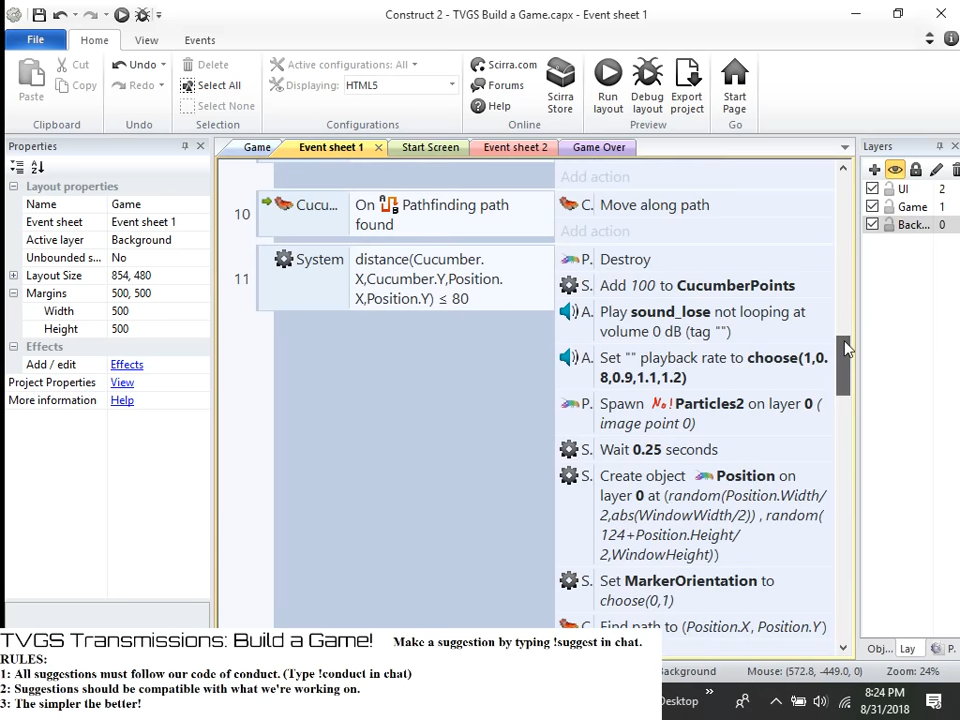 Construct 2 - TVGS Build a Game.capx - Event sheet 1
File Home View Events
Paste Cut Copy
Clipboard
Undo
Redo
Undo
Delete
Select All
Select None
Selection
Active configurations: All
Displaying: HTML5
Configurations
Scirra.com
Forums
Help
Scirra Store
Online
Run layout
Debug layout
Export project
Preview
Start Page
Go
Properties
Layout properties
Name Game
Event sheet Event sheet 1
Active layer Background
Unbounded s...
No
Layout Size 854, 480
Margins 500, 500
Width 500
Height 500
Effects
Add / edit Effects
Project Properties View
More information Help
Game Event sheet 1 Start Screen Event sheet 2 Game Over
Add action
10 Cucu... On Pathfinding path found C. Move along path
Add action
11 System distance(Cucumber.
X,Cucumber.Y,Position.
X,Position.Y) ≤ 80
P. Destroy
S. Add 100 to CucumberPoints
A. Play sound_lose not looping at
volume 0 dB (tag "")
A. Set "" playback rate to choose(1,0.
8,0.9,1.1,1.2)
P. Spawn No! Particles2 on layer 0 (
image point 0)
S. Wait 0.25 seconds
S. Create object Position on
layer 0 at (random(Position.Width/
2,abs(WindowWidth/2)) , random(
124+Position.Height/
2,WindowHeight))
S. Set MarkerOrientation to
choose(0,1)
C. Find path to (Position.X, Position.Y)
Layers
UI 2
Game 1
Back... 0
Obj... Lay P.
ackground Mouse: (572.8, -449.0, 0) Zoom: 24%
TVGS Transmissions: Build a Game! Make a suggestion by typing !suggest in chat.
RULES:
1: All suggestions must follow our code of conduct. (Type !conduct in chat)
2: Suggestions should be compatible with what we're working on.
3: The simpler the better!
Desktop
8:24 PM
8/31/2018